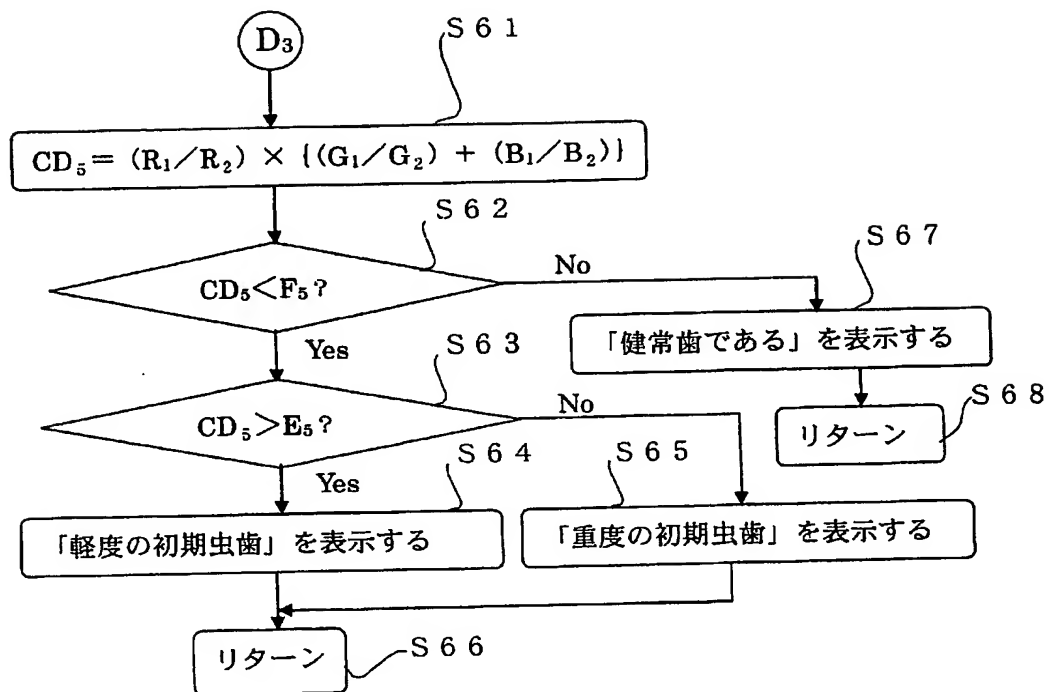 D₃
S61
CD₅＝(R₁／R₂)×{(G₁／G₂)＋(B₁／B₂)}
S62
CD₅＜F₅?
No
S67
「健常歯である」を表示する
Yes
S63
S68
リターン
CD₅＞E₅?
No
S64
S65
Yes
「軽度の初期虫歯」を表示する
「重度の初期虫歯」を表示する
リターン
S66